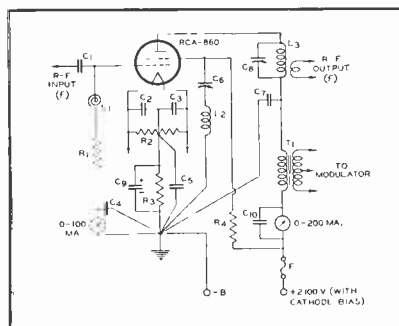 RCA-860
C1
R-F INPUT (f)
C2
C3
C6
C8
L3
R-F OUTPUT (f)
C7
R2
L2
R1
T1
TO MODULATOR
C9
R3
C5
C4
0-100 MA.
R4
C10
0-200 MA.
F
-B
+2100 V (WITH CATHODE BIAS)